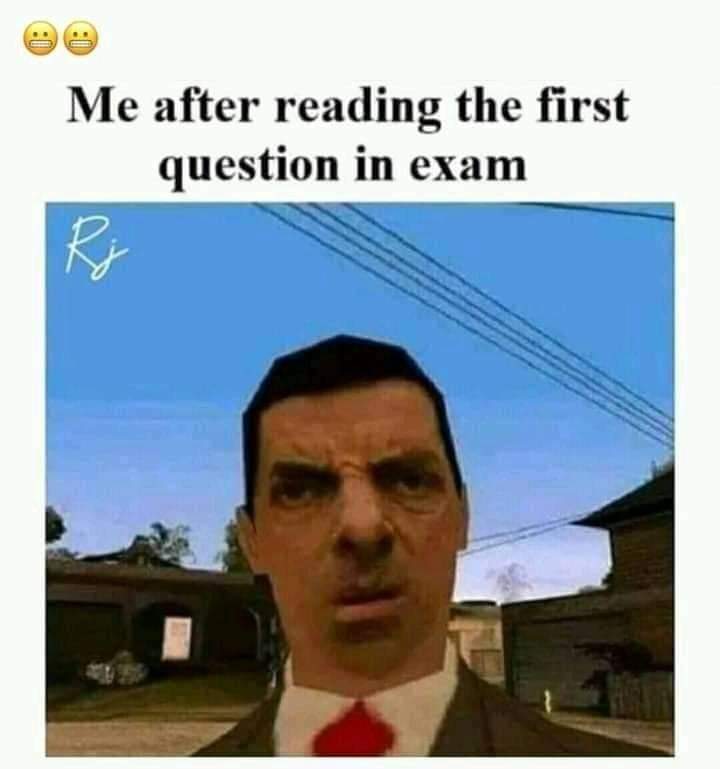 😬😬
Me after reading the first
question in exam
Rj